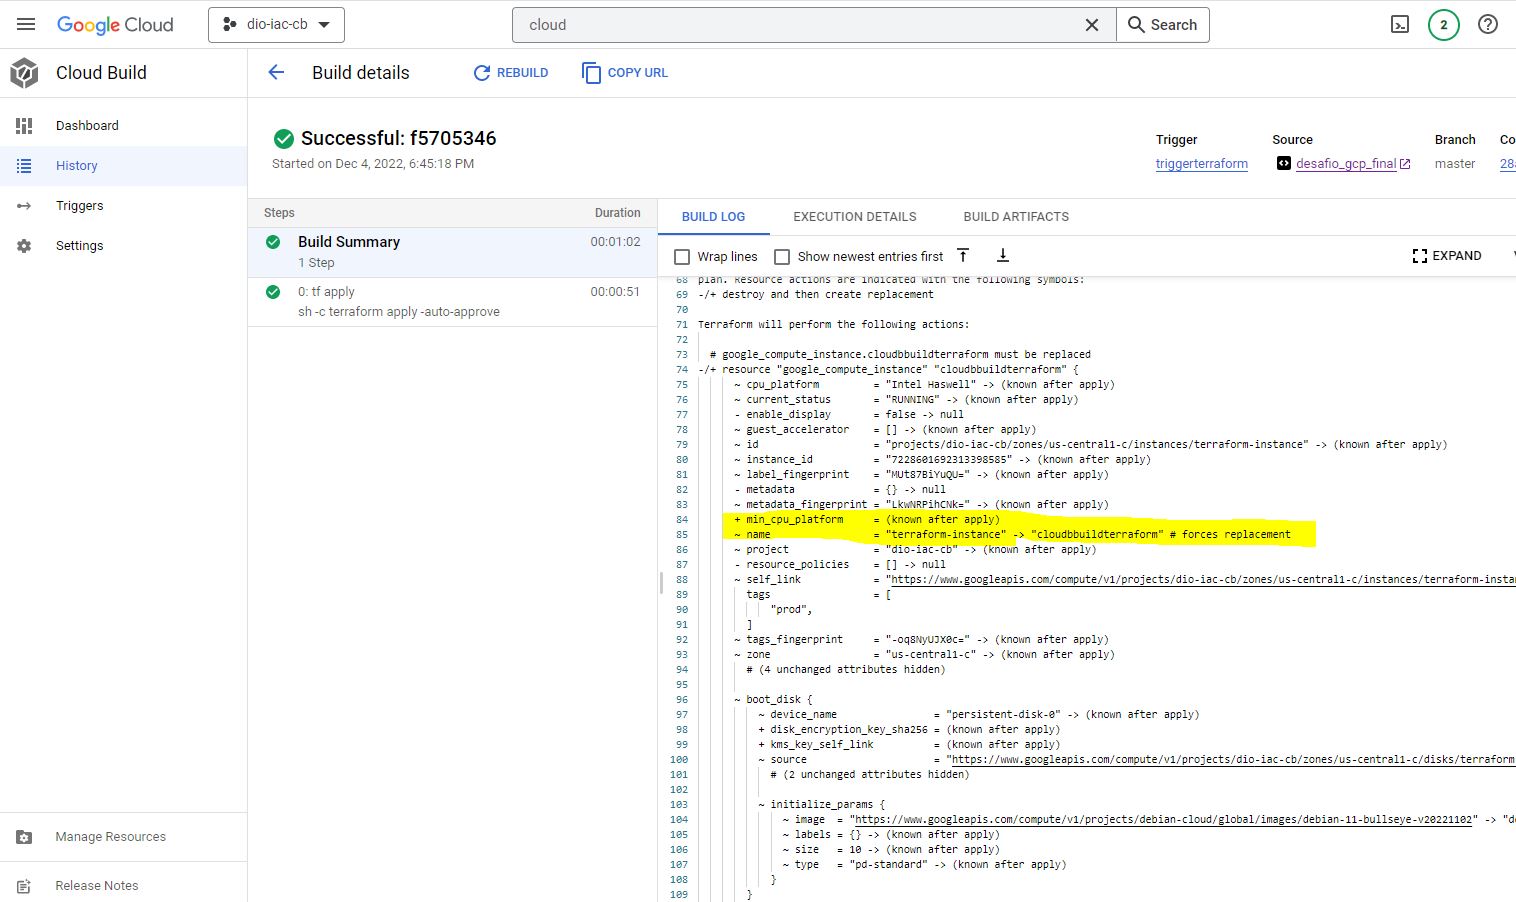 Google Cloud
dio-iac-cb
cloud
Search
2
Cloud Build
Build details
REBUILD
COPY URL
Dashboard
History
Triggers
Settings
Manage Resources
Release Notes
Successful: f5705346
Started on Dec 4, 2022, 6:45:18 PM
Trigger
Source
Branch
Co
triggerterraform
desafio_gcp_final
master
28a
Steps
Duration
Build Summary
00:01:02
1 Step
0: tf apply
00:00:51
sh -c terraform apply -auto-approve
BUILD LOG
EXECUTION DETAILS
BUILD ARTIFACTS
Wrap lines
Show newest entries first
EXPAND
68 plan. Resource actions are indicated with the following symbols:
69 -/+ destroy and then create replacement
70
71 Terraform will perform the following actions:
72
73 # google_compute_instance.cloudbbuildterraform must be replaced
74 -/+ resource "google_compute_instance" "cloudbbuildterraform" {
75 ~ cpu_platform = "Intel Haswell" -> (known after apply)
76 ~ current_status = "RUNNING" -> (known after apply)
77 - enable_display = false -> null
78 ~ guest_accelerator = [] -> (known after apply)
79 ~ id = "projects/dio-iac-cb/zones/us-central1-c/instances/terraform-instance" -> (known after apply)
80 ~ instance_id = "7228601692313398585" -> (known after apply)
81 ~ label_fingerprint = "MUt87BiYuQU=" -> (known after apply)
82 - metadata = {} -> null
83 ~ metadata_fingerprint = "LkwNRPihCNk=" -> (known after apply)
84 + min_cpu_platform = (known after apply)
85 ~ name = "terraform-instance" -> "cloudbbuildterraform" # forces replacement
86 ~ project = "dio-iac-cb" -> (known after apply)
87 - resource_policies = [] -> null
88 ~ self_link = "https://www.googleapis.com/compute/v1/projects/dio-iac-cb/zones/us-central1-c/instances/terraform-instan
89 tags = [
90 "prod",
91 ]
92 ~ tags_fingerprint = "-oq8NyUJX0c=" -> (known after apply)
93 ~ zone = "us-central1-c" -> (known after apply)
94 # (4 unchanged attributes hidden)
95
96 ~ boot_disk {
97 ~ device_name = "persistent-disk-0" -> (known after apply)
98 + disk_encryption_key_sha256 = (known after apply)
99 + kms_key_self_link = (known after apply)
100 ~ source = "https://www.googleapis.com/compute/v1/projects/dio-iac-cb/zones/us-central1-c/disks/terraform
101 # (2 unchanged attributes hidden)
102
103 ~ initialize_params {
104 ~ image = "https://www.googleapis.com/compute/v1/projects/debian-cloud/global/images/debian-11-bullseye-v20221102" -> "de
105 ~ labels = {} -> (known after apply)
106 ~ size = 10 -> (known after apply)
107 ~ type = "pd-standard" -> (known after apply)
108 }
109 }